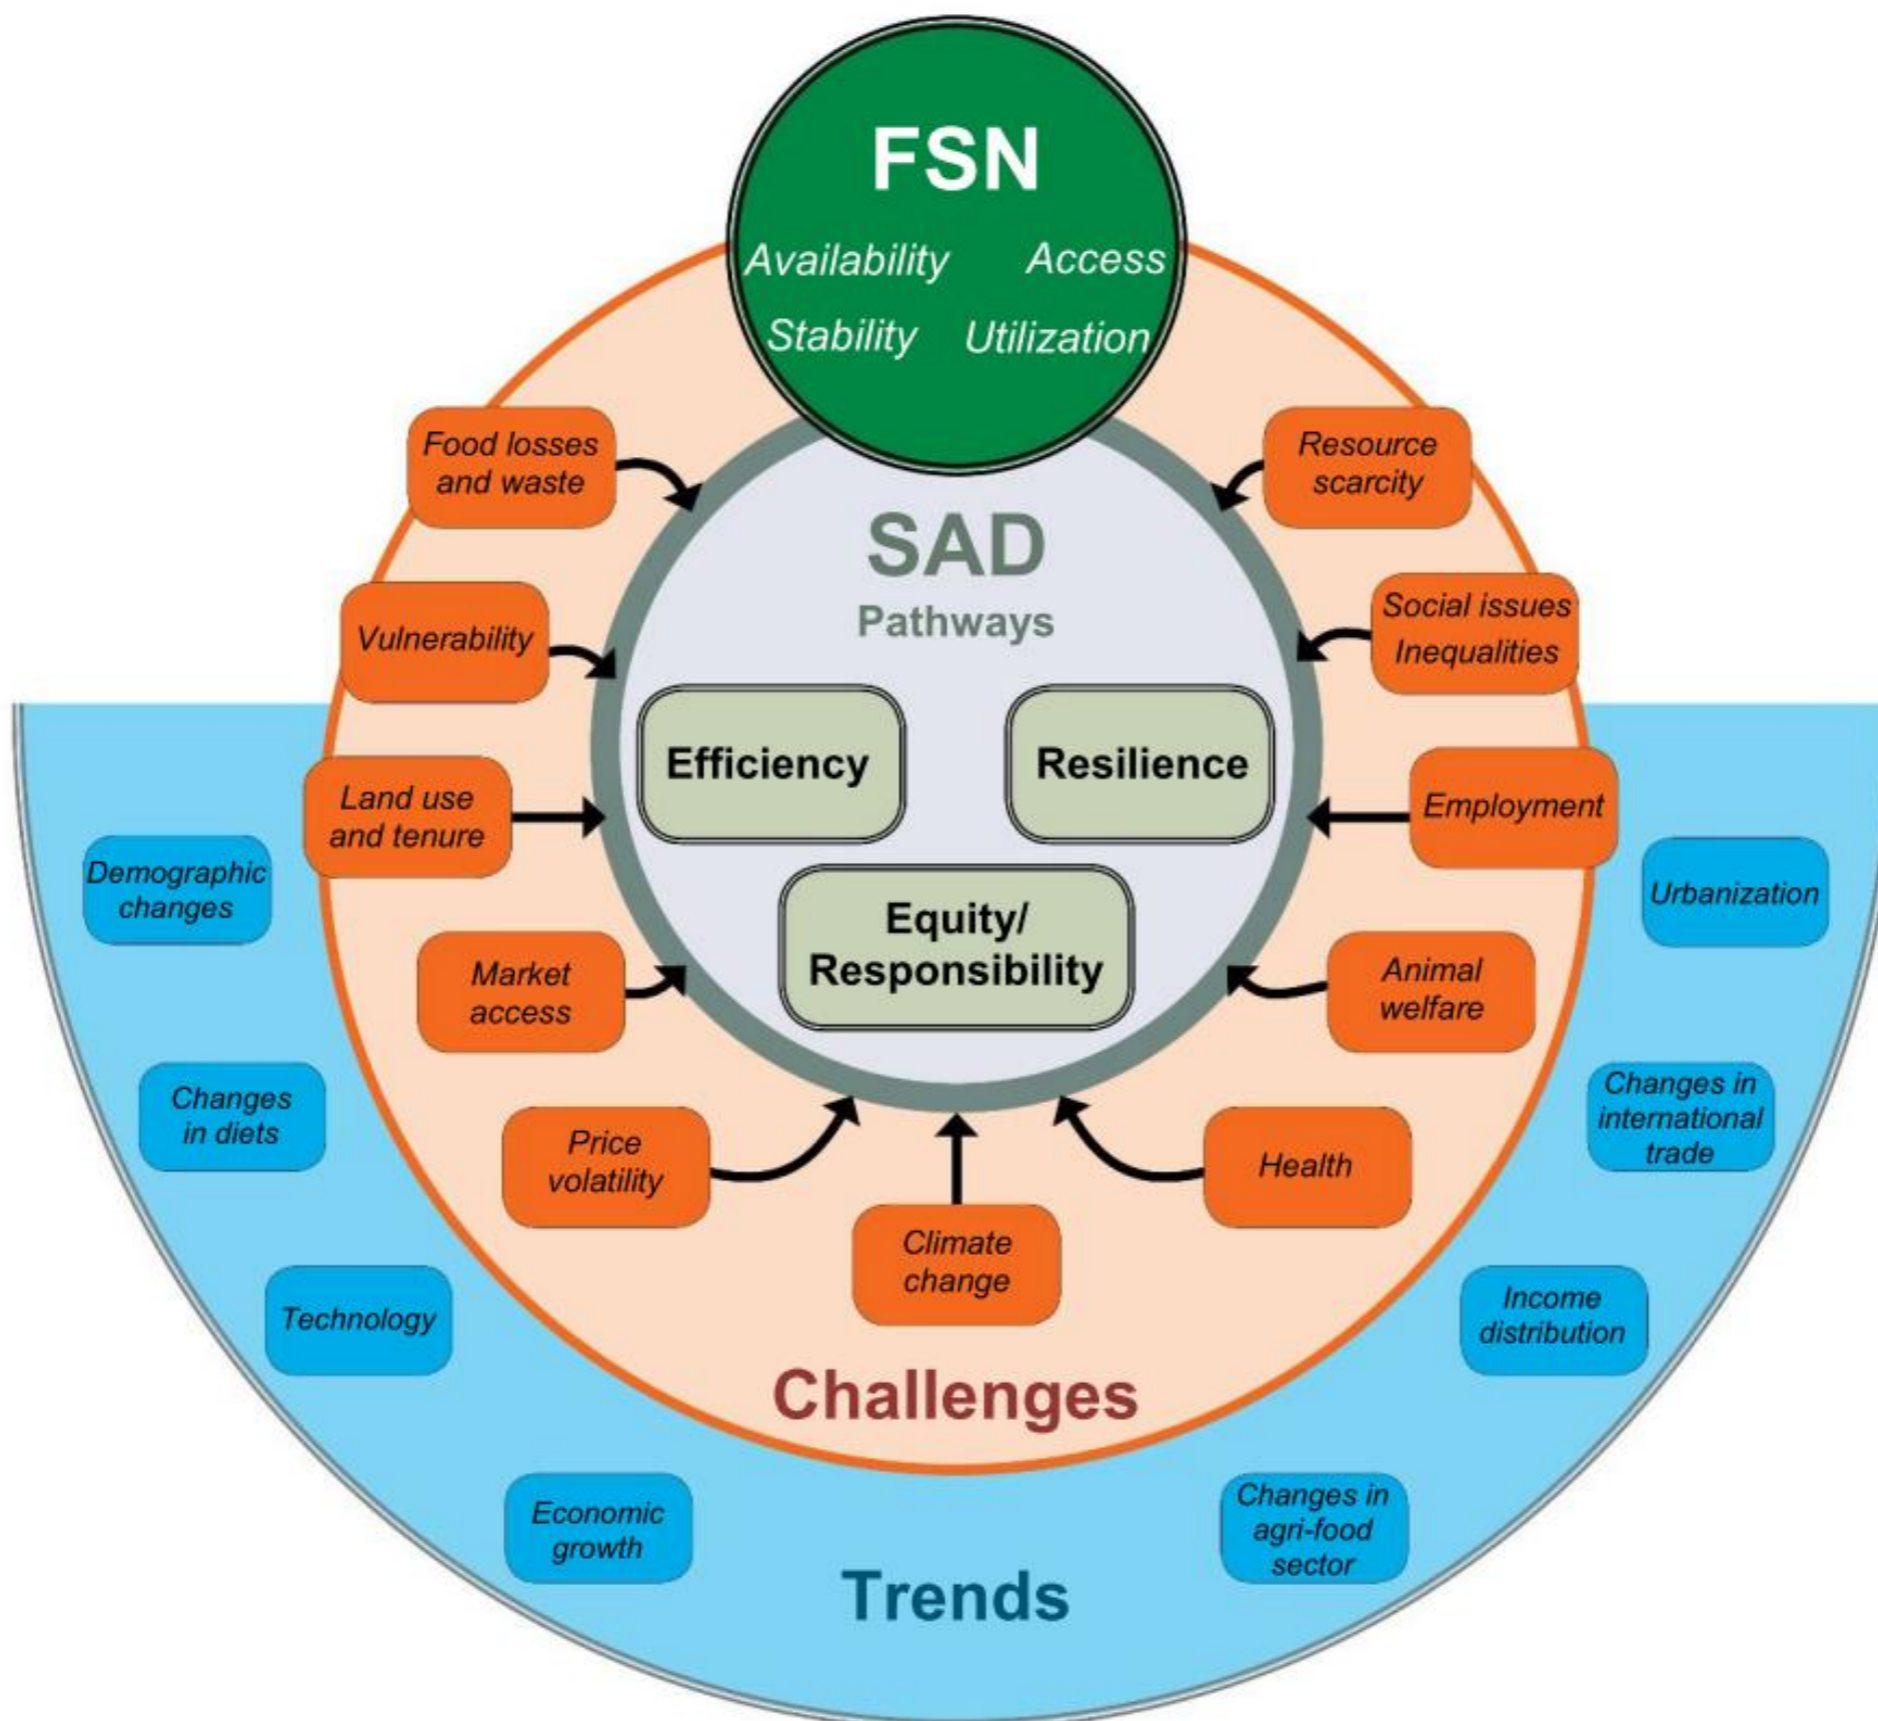 FSN
Availability Access
Stability Utilization
Food losses
and waste
Resource
scarcity
SAD
Pathways
Vulnerability
Social issues
Inequalities
Efficiency
Resilience
Land use
and tenure
Employment
Demographic
changes
Urbanization
Equity/
Responsibility
Market
access
Animal
welfare
Changes
in diets
Changes in
international
trade
Price
volatility
Health
Climate
change
Technology
Income
distribution
Challenges
Economic
growth
Changes in
agri-food
sector
Trends